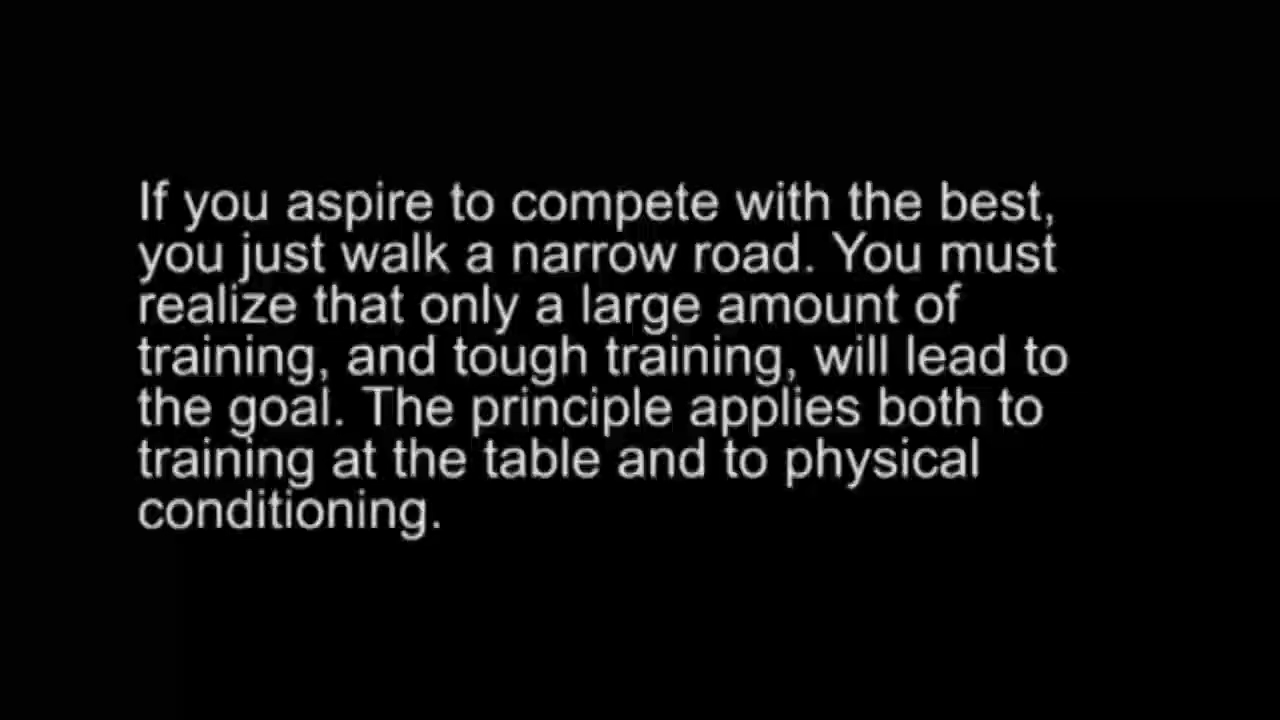 If you aspire to compete with the best,
you just walk a narrow road. You must
realize that only a large amount of
training, and tough training, will lead to
the goal. The principle applies both to
training at the table and to physical
conditioning.